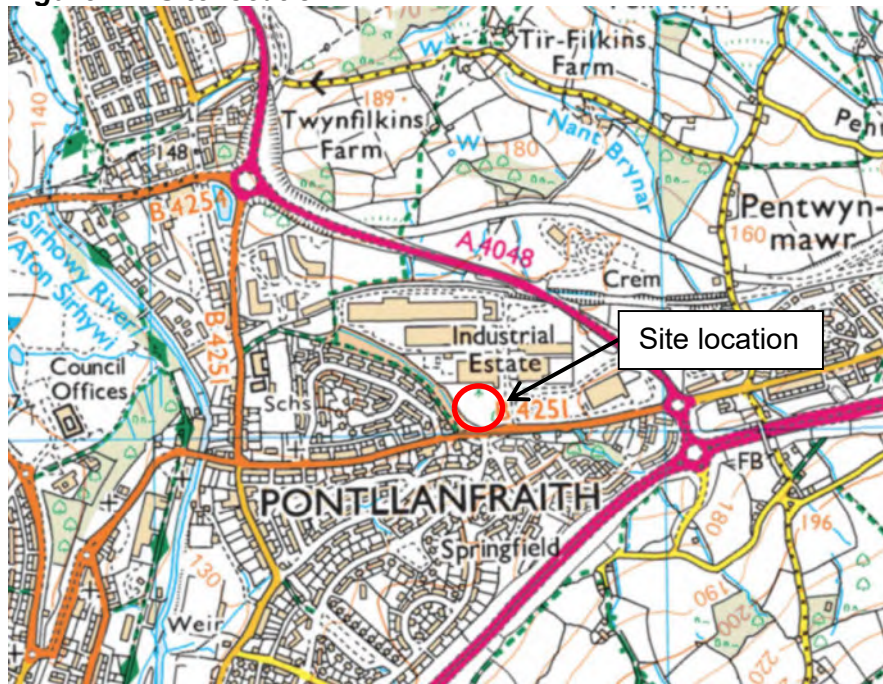 Tir-Filkins
Farm
W
189
Twynfilkins
Farm
W
180
Nant Brynar
140
148
B 4254
Pentwyn-
mawr
160
A 4048
Sirhowy River
Afon Sirhywi
B 4251
Crem
Industrial
Estate
Site location
Council
Offices
Schs
B 4251
PONTLLANFRAITH
FB
Springfield
180
196
130
190
200
Weir
220